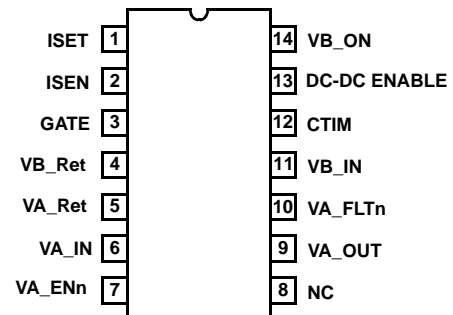 ISET 1 14 VB_ON
ISEN 2 13 DC-DC ENABLE
GATE 3 12 CTIM
VB_Ret 4 11 VB_IN
VA_Ret 5 10 VA_FLTn
VA_IN 6 9 VA_OUT
VA_ENn 7 8 NC